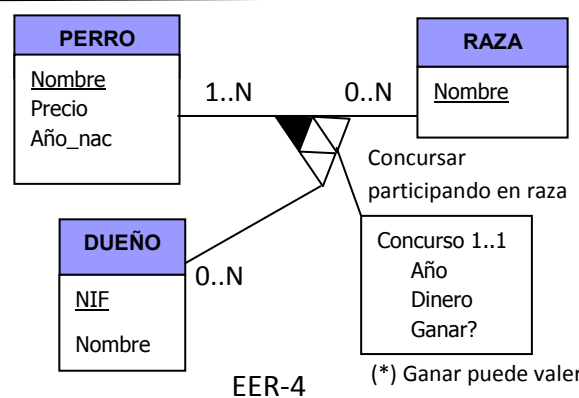 PERRO
Nombre
Precio
Año_nac
1..N
0..N
RAZA
Nombre
Concursar
participando en raza
DUEÑO
NIF
Nombre
0..N
Concurso 1..1
Año
Dinero
Ganar?
EER-4
(*) Ganar puede valer